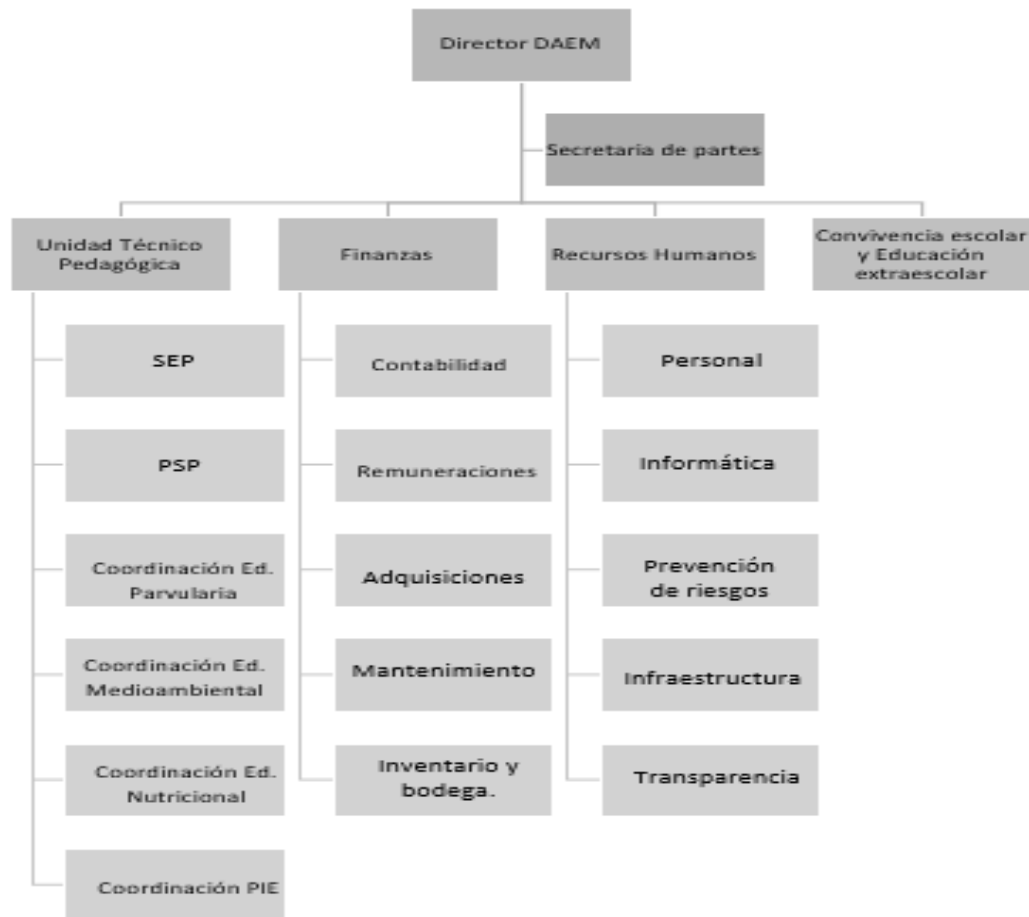 Director DAEM
Secretaria de partes
Unidad Técnico
Pedagógica
Finanzas
Recursos Humanos
Convivencia escolar
y Educación
extraescolar
SEP
PSP
Coordinación Ed.
Parvularia
Coordinación Ed.
Medioambiental
Coordinación Ed.
Nutricional
Coordinación PIE
Contabilidad
Remuneraciones
Adquisiciones
Mantenimiento
Inventario y
bodega.
Personal
Informática
Prevención
de riesgos
Infraestructura
Transparencia